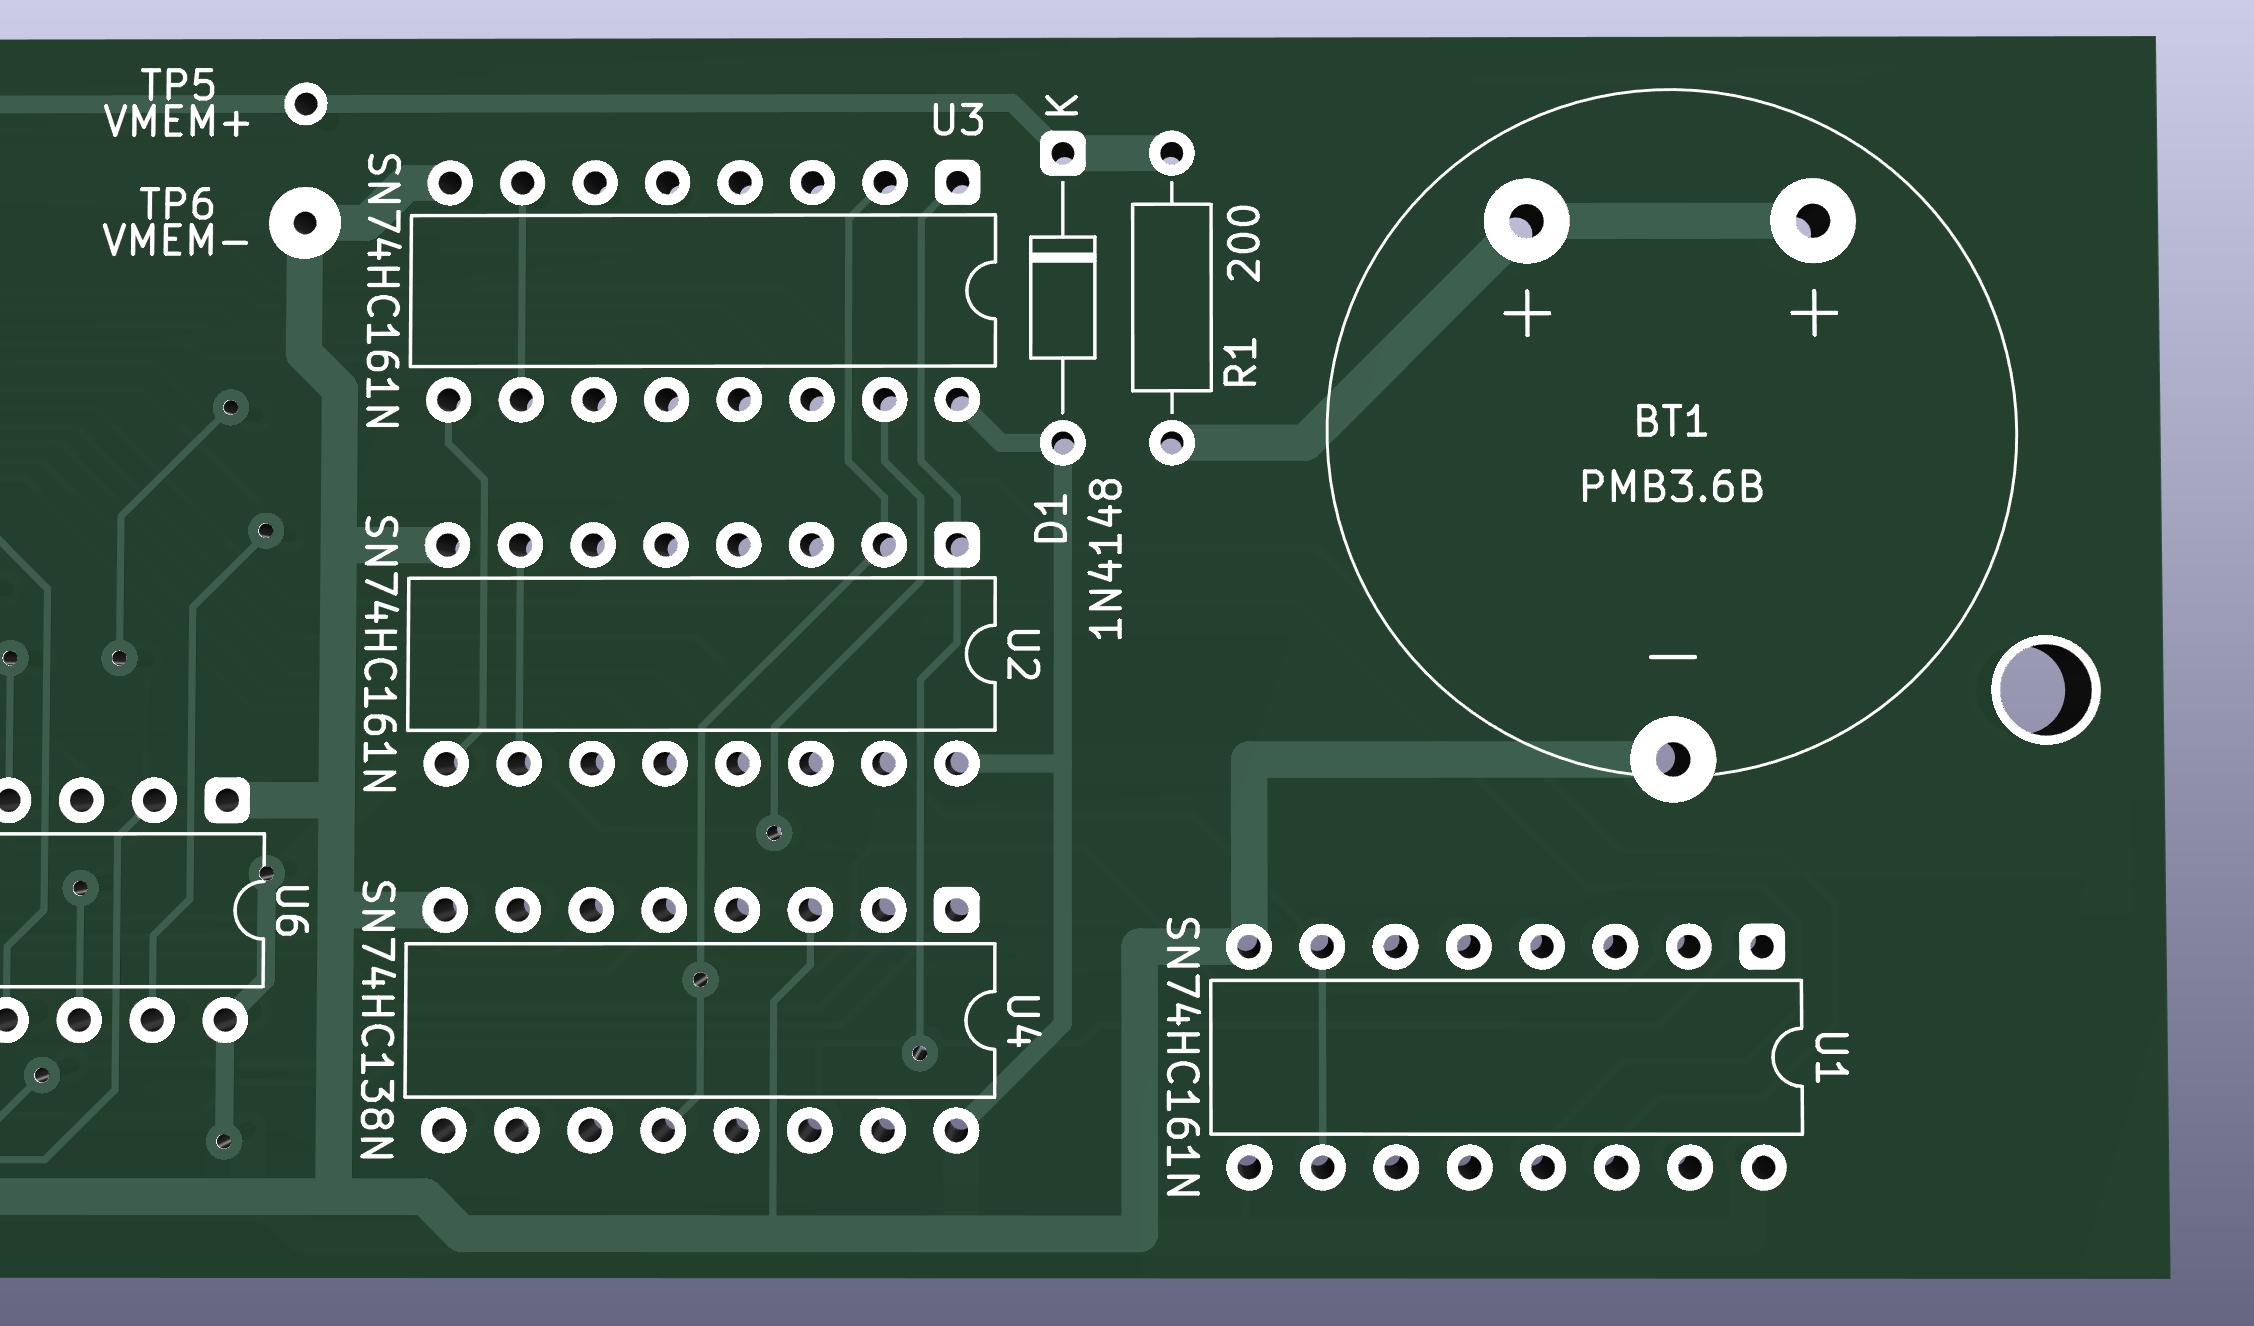 TP5
VMEM+
TP6
VMEM-
SN74HC161N
U3
K
200
R1
D1
1N4148
+
+
BT1
PMB3.6B
-
SN74HC161N
U2
U6
SN74HC138N
U4
SN74HC161N
U1